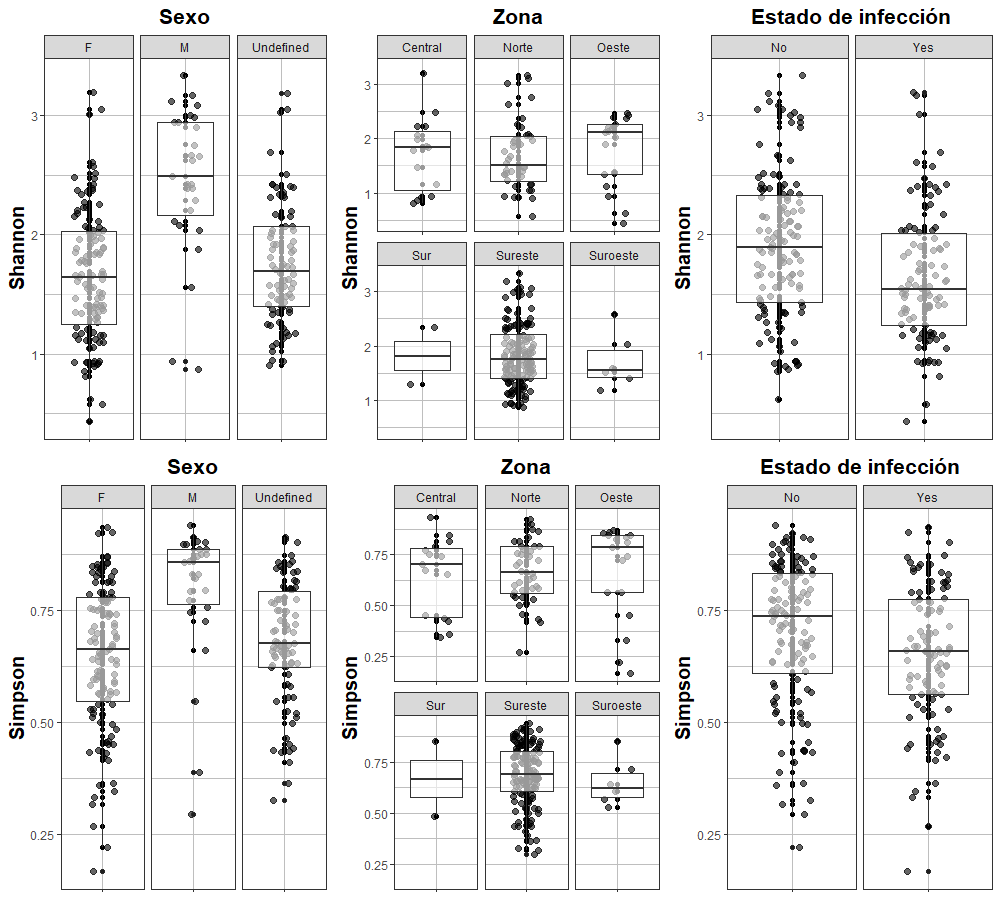 Sexo
Zona
Estado de infección
F M Undefined
Central Norte Oeste
No Yes
3
2
1
Shannon
3
2
1
Sur Sureste Suroeste
3
2
1
Shannon
3
2
1
Shannon
Sexo
Zona
Estado de infección
F M Undefined
Central Norte Oeste
No Yes
0.75
0.50
0.25
Simpson
0.75
0.50
0.25
Sur Sureste Suroeste
0.75
0.50
0.25
Simpson
0.75
0.50
0.25
Simpson